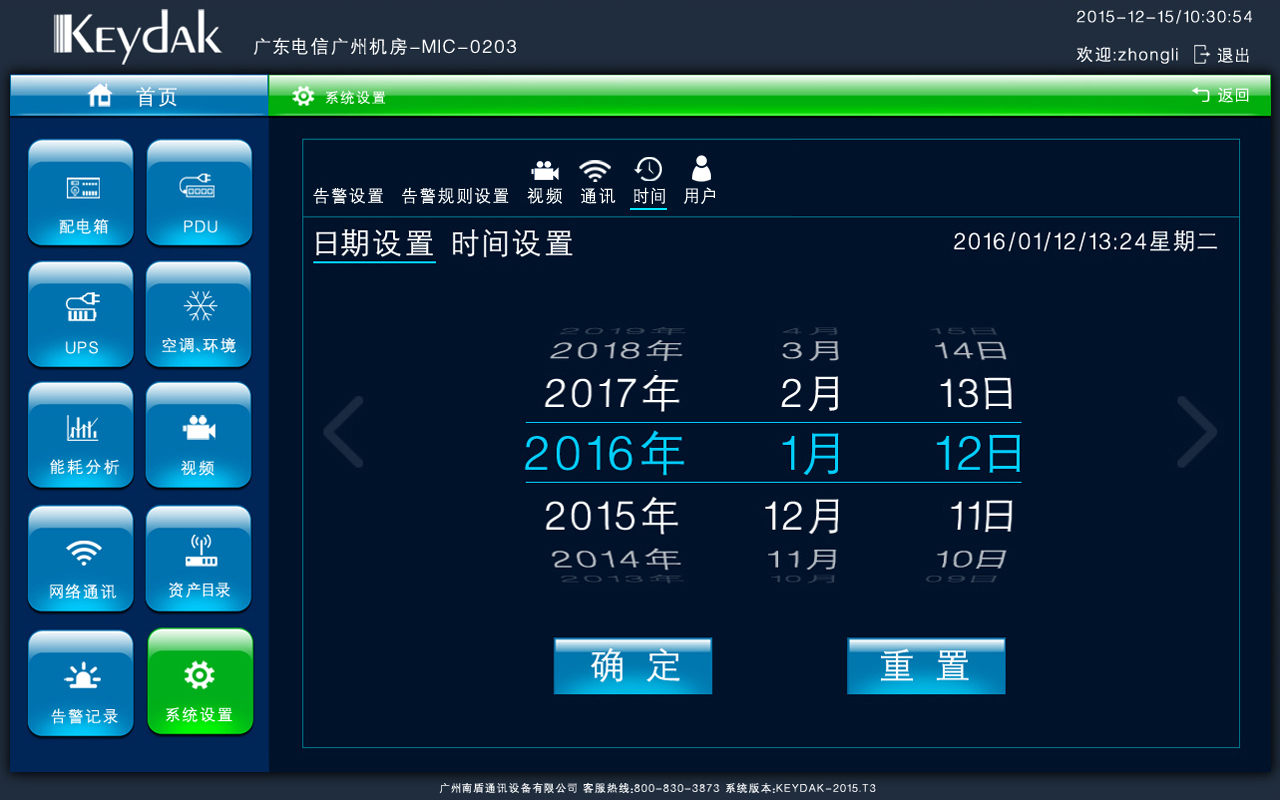 KEYdAK
广东电信广州机房-MIC-0203
2015-12-15/10:30:54
欢迎:zhongli 退出
首页
系统设置
返回
配电箱
PDU
UPS
空调、环境
能耗分析
视频
网络通讯
资产目录
告警记录
系统设置
告警设置 告警规则设置 视频 通讯 时间 用户
日期设置 时间设置
2016/01/12/13:24星期二
2019年 4月 15日
2018年 3月 14日
2017年 2月 13日
2016年 1月 12日
2015年 12月 11日
2014年 11月 10日
2013年 10月 09日
确定 重置
广州南盾通讯设备有限公司 客服热线:800-830-3873 系统版本:KEYDAK-2015.T3